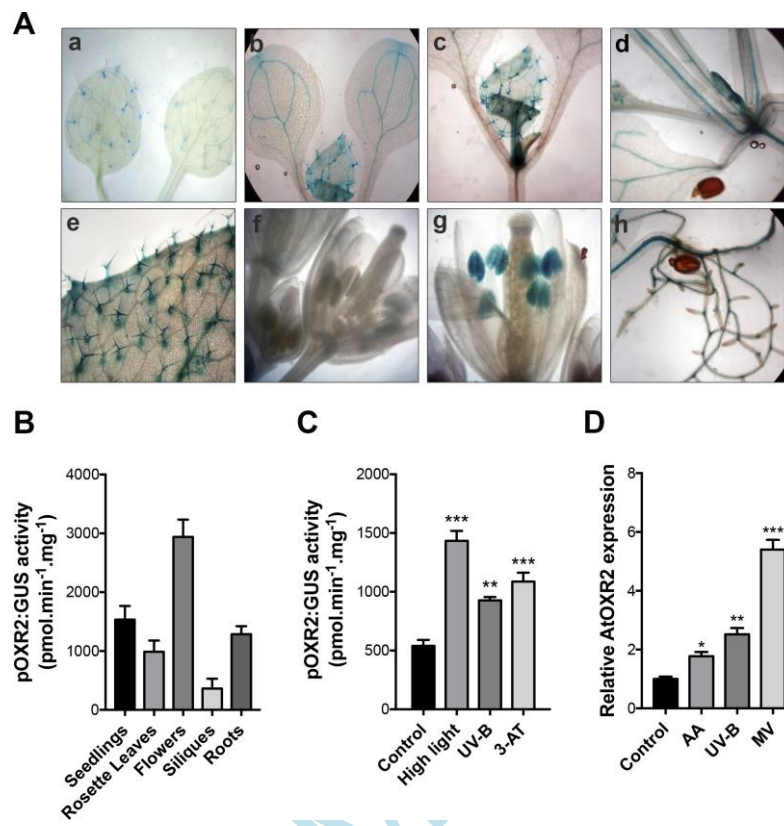 A
a
b
c
d
e
f
g
h
B
C
D
pOXR2:GUS activity
(pmol.min⁻¹.mg⁻¹)
4000
3000
2000
1000
0
Seedlings
Rosette Leaves
Flowers
Siliques
Roots
pOXR2:GUS activity
(pmol.min⁻¹.mg⁻¹)
2000
1500
1000
500
0
***
**
***
Control
High light
UV-B
3-AT
Relative AtOXR2 expression
8
6
4
2
0
*
**
***
Control
AA
UV-B
MV